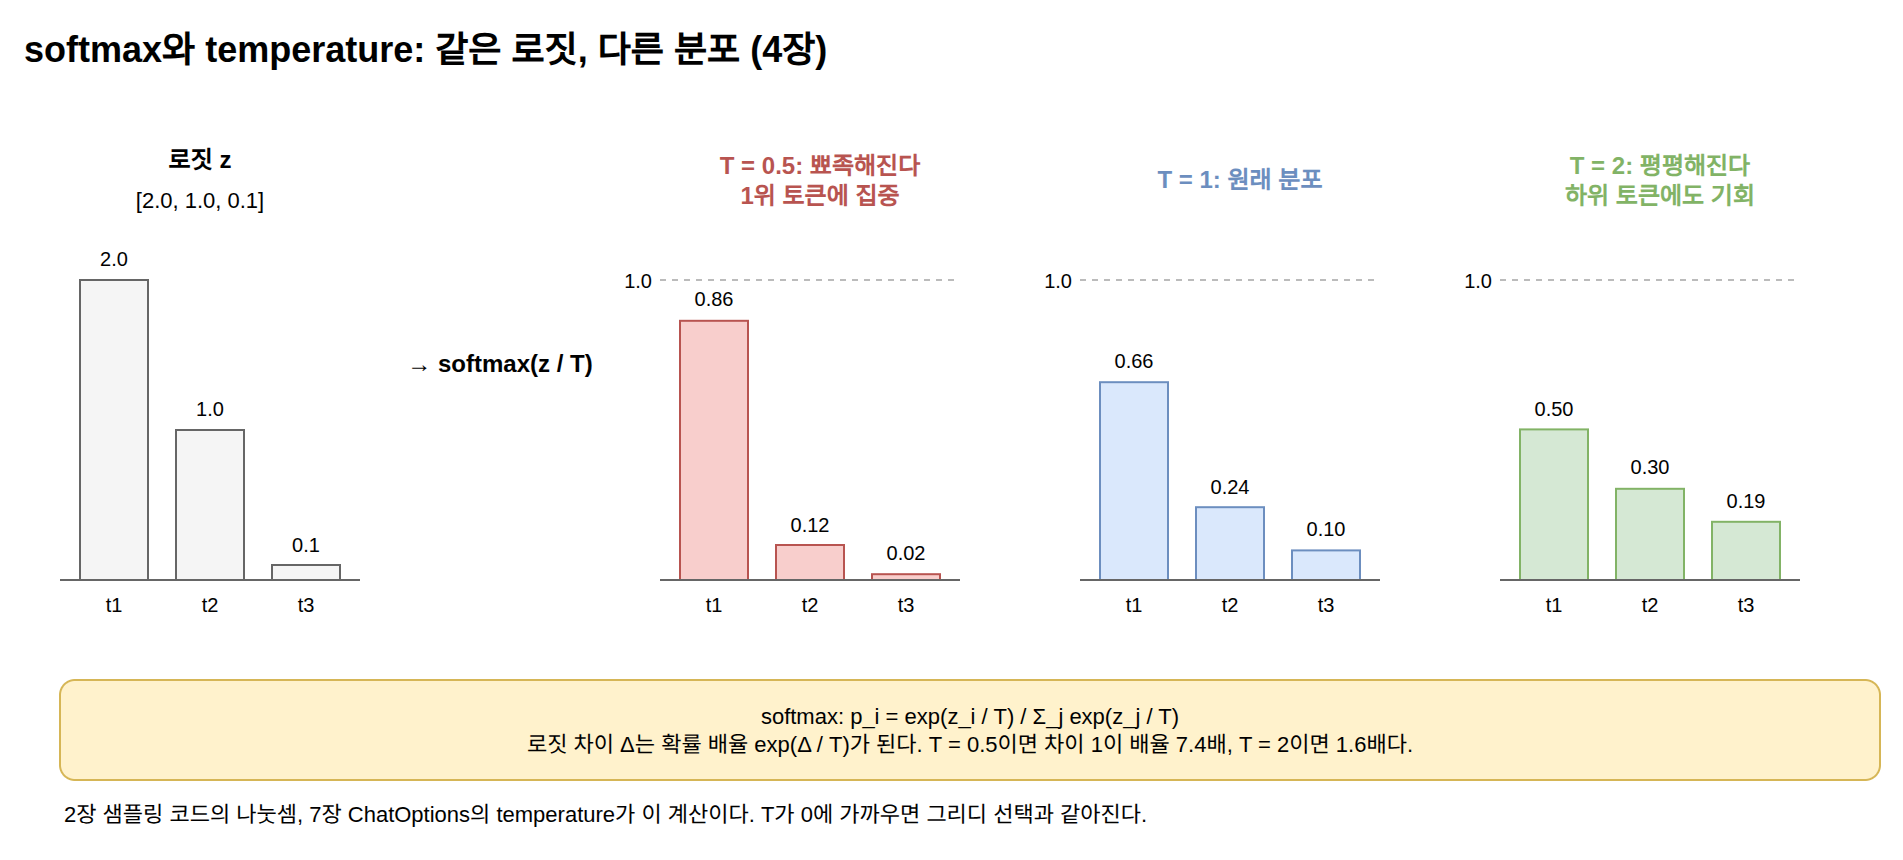 softmax와 temperature: 같은 로짓, 다른 분포 (4장)
로짓 z
[2.0, 1.0, 0.1]
2.0
1.0
0.1
t1
t2
t3
→ softmax(z / T)
T = 0.5: 뾰족해진다
1위 토큰에 집중
1.0
0.86
0.12
0.02
t1
t2
t3
T = 1: 원래 분포
1.0
0.66
0.24
0.10
t1
t2
t3
T = 2: 평평해진다
하위 토큰에도 기회
1.0
0.50
0.30
0.19
t1
t2
t3
softmax: p_i = exp(z_i / T) / Σ_j exp(z_j / T)
로짓 차이 Δ는 확률 배율 exp(Δ / T)가 된다. T = 0.5이면 차이 1이 배율 7.4배, T = 2이면 1.6배다.
2장 샘플링 코드의 나눗셈, 7장 ChatOptions의 temperature가 이 계산이다. T가 0에 가까우면 그리디 선택과 같아진다.